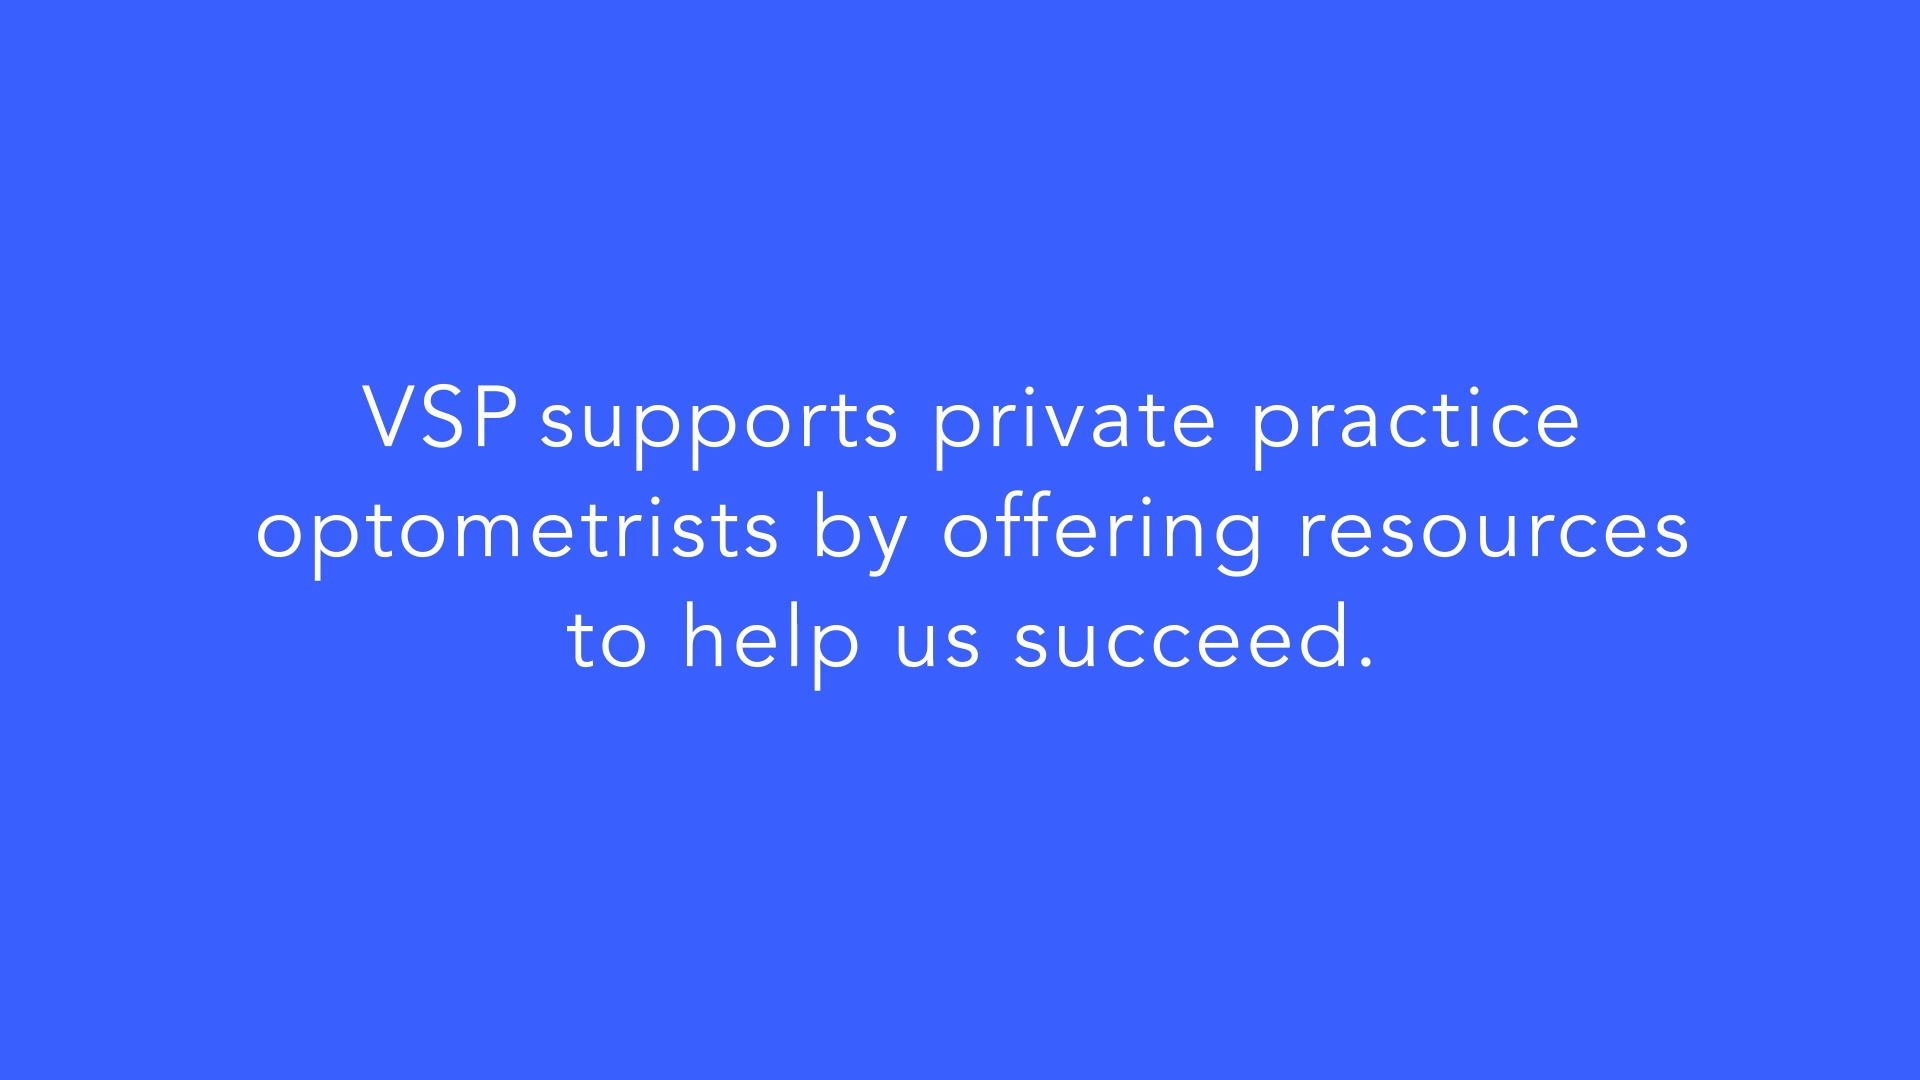 VSP supports private practice
optometrists by offering resources
to help us succeed.